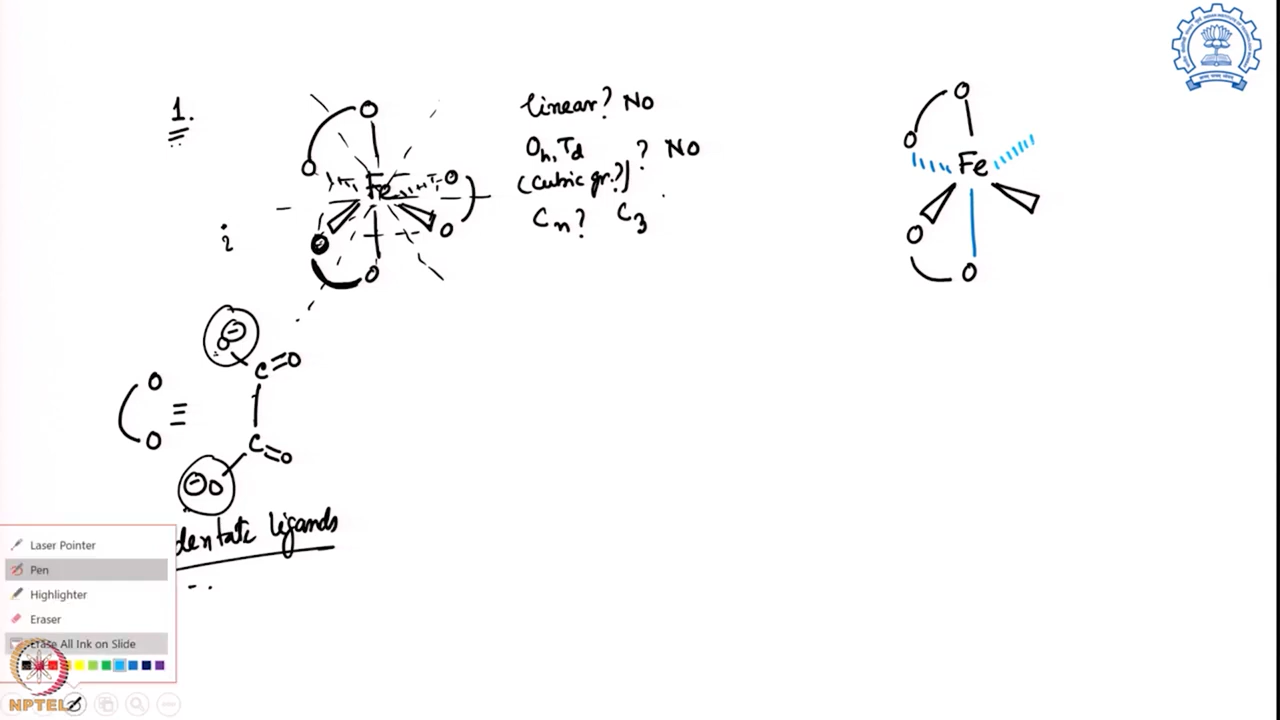 1.
O
O
Fe
O
O
O
O
linear? No
Oh, Td ? No
(Cubic gr.?)
Cn? C3
i
O
O
Fe
O
O
O
O
≡
O
C=O
C=O
O
dentate ligands
Laser Pointer
Pen
Highlighter
Eraser
Erase All Ink on Slide
NPTEL